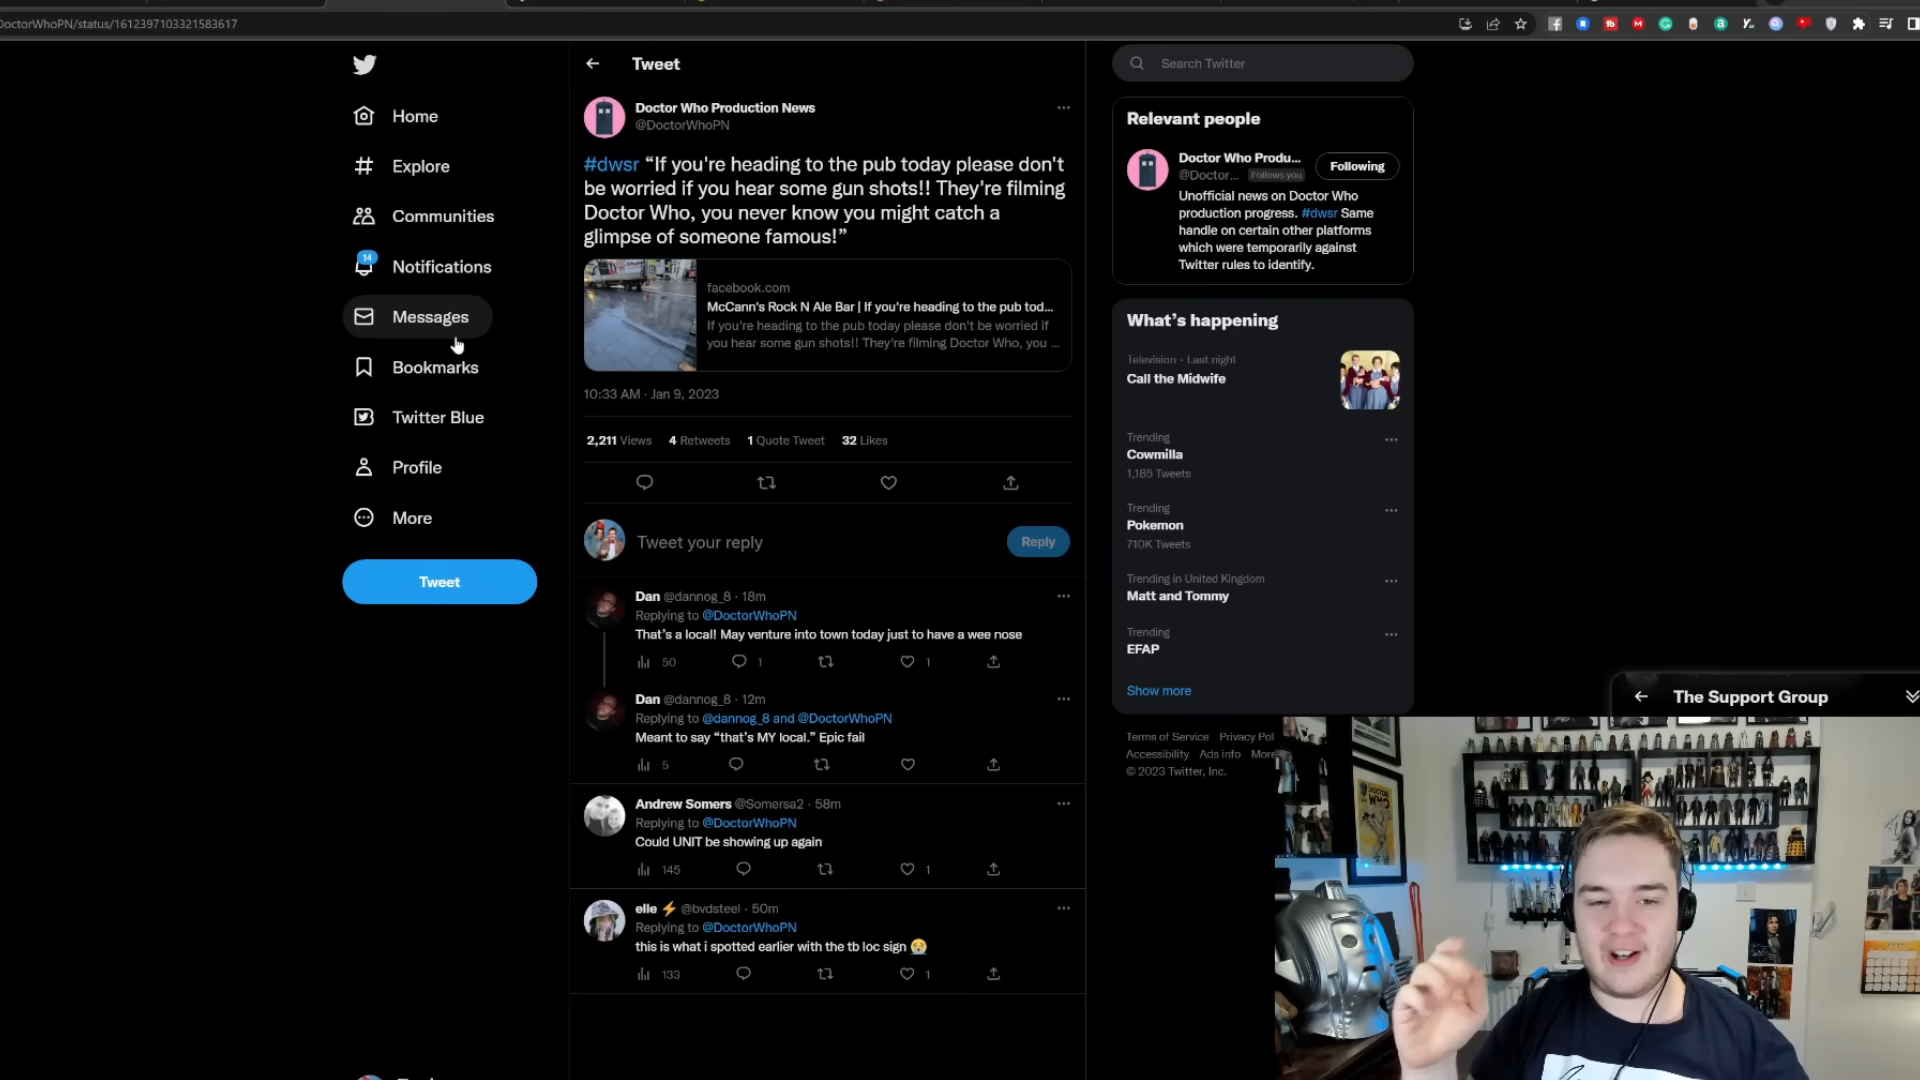 DoctorWhoPN/status/1612397103321583617
Home
Explore
Communities
14
Notifications
Messages
Bookmarks
Twitter Blue
Profile
More
Tweet
Tweet
Doctor Who Production News
@DoctorWhoPN
#dwsr “If you're heading to the pub today please don't
be worried if you hear some gun shots!! They're filming
Doctor Who, you never know you might catch a
glimpse of someone famous!”
facebook.com
McCann's Rock N Ale Bar | If you're heading to the pub tod...
If you're heading to the pub today please don't be worried if
you hear some gun shots!! They're filming Doctor Who, you ...
10:33 AM · Jan 9, 2023
2,211 Views 4 Retweets 1 Quote Tweet 32 Likes
Tweet your reply
Reply
Dan @dannog_8 · 18m
Replying to @DoctorWhoPN
That's a local! May venture into town today just to have a wee nose
50 1 1
Dan @dannog_8 · 12m
Replying to @dannog_8 and @DoctorWhoPN
Meant to say “that's MY local.” Epic fail
5
Andrew Somers @Somersa2 · 58m
Replying to @DoctorWhoPN
Could UNIT be showing up again
145 1
elle ⚡ @bvdsteel · 50m
Replying to @DoctorWhoPN
this is what i spotted earlier with the tb loc sign 😭
133 1
Search Twitter
Relevant people
Doctor Who Produ...
@Doctor... Follows you
Following
Unofficial news on Doctor Who
production progress. #dwsr Same
handle on certain other platforms
which were temporarily against
Twitter rules to identify.
What's happening
Television · Last night
Call the Midwife
Trending
Cowmilla
1,185 Tweets
Trending
Pokemon
710K Tweets
Trending in United Kingdom
Matt and Tommy
Trending
EFAP
Show more
Terms of Service Privacy Pol
Accessibility Ads info More
© 2023 Twitter, Inc.
The Support Group
DOCTOR WHO